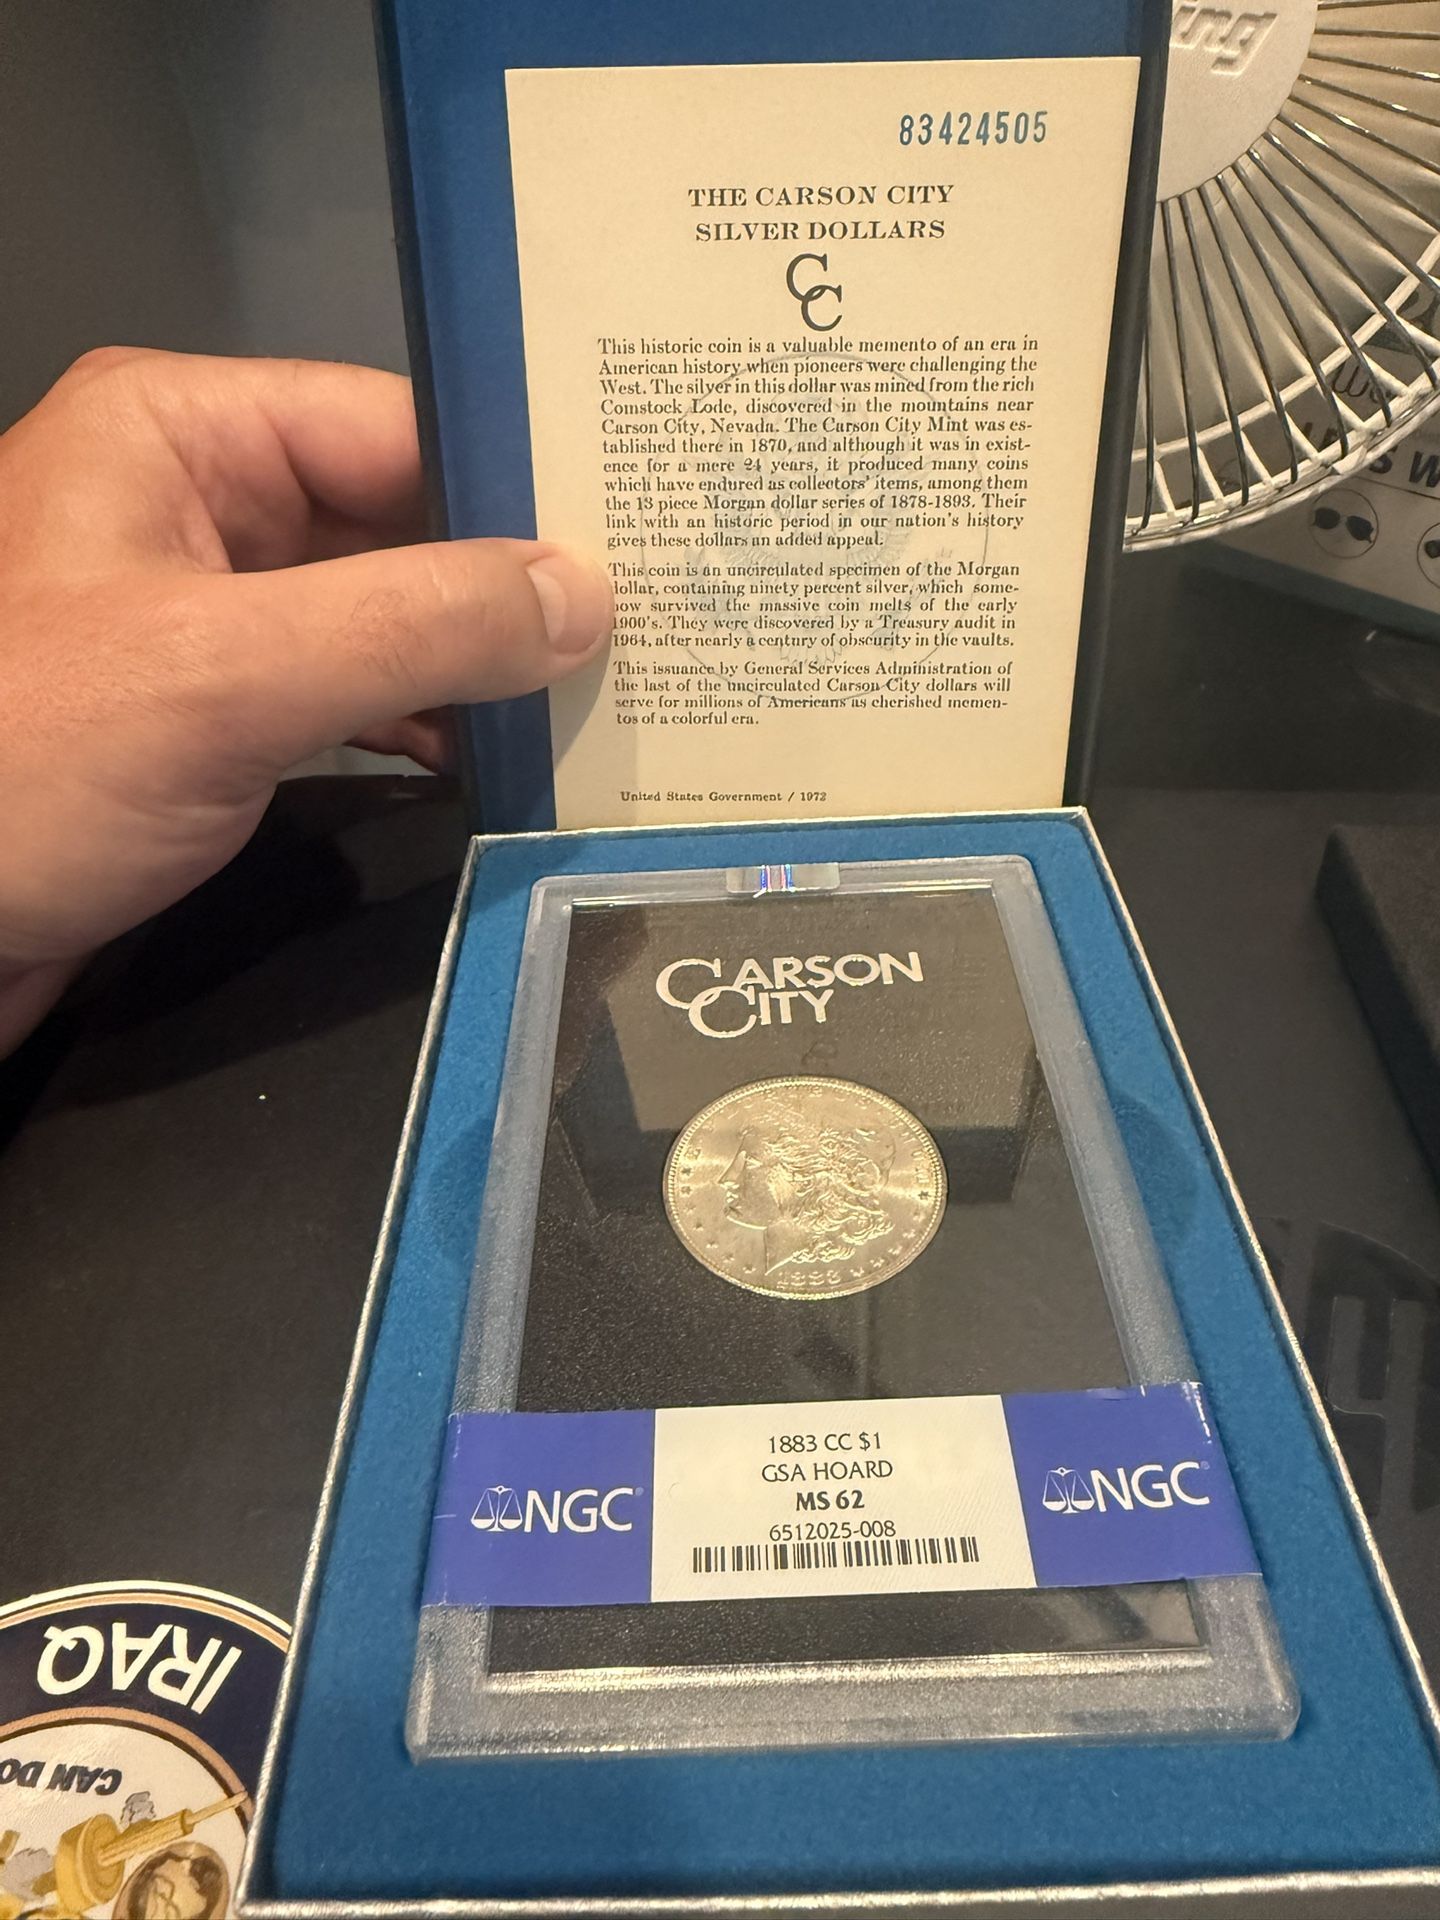 ing
83424505
THE CARSON CITY
SILVER DOLLARS
CC
This historic coin is a valuable memento of an era in
American history when pioneers were challenging the
West. The silver in this dollar was mined from the rich
Comstock Lode, discovered in the mountains near
Carson City, Nevada. The Carson City Mint was es-
tablished there in 1870, and although it was in exist-
ence for a mere 24 years, it produced many coins
which have endured as collectors' items, among them
the 13 piece Morgan dollar series of 1878-1893. Their
link with an historic period in our nation's history
gives these dollars an added appeal.
This coin is an uncirculated specimen of the Morgan
dollar, containing ninety percent silver, which some-
how survived the massive coin melts of the early
1900's. They were discovered by a Treasury audit in
1964, after nearly a century of obscurity in the vaults.
This issuance by General Services Administration of
the last of the uncirculated Carson City dollars will
serve for millions of Americans as cherished memen-
tos of a colorful era.
United States Government / 1972
CARSON
CITY
1883
NGC
1883 CC $1
GSA HOARD
MS 62
6512025-008
NGC
IRAQ
CAN DO